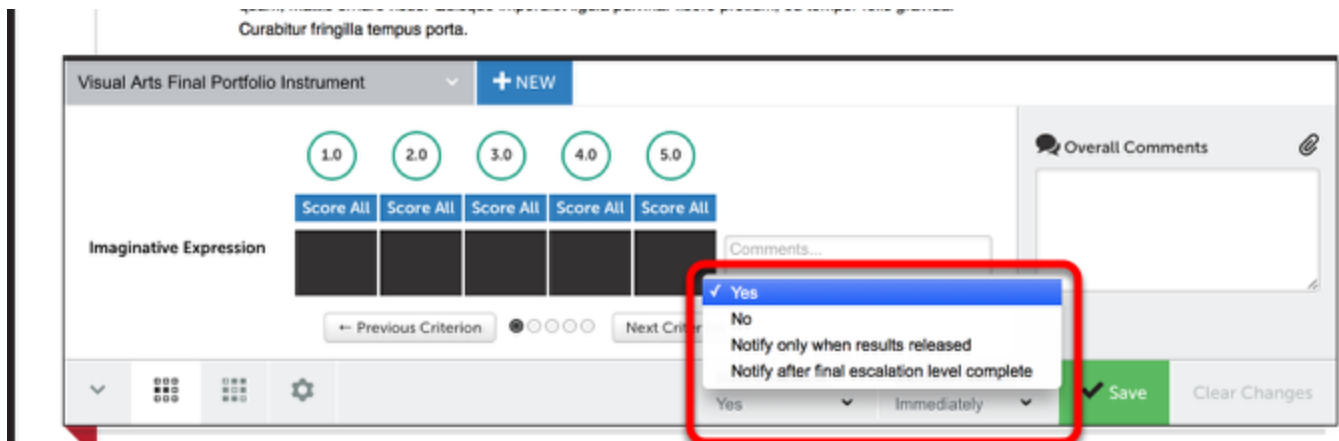 Curabitur fringilla tempus porta.
Visual Arts Final Portfolio Instrument
+ NEW
1.0 2.0 3.0 4.0 5.0
Overall Comments
Score All Score All Score All Score All Score All
Imaginative Expression
Comments...
✓ Yes
No
Notify only when results released
Notify after final escalation level complete
← Previous Criterion
Next Criter
Yes
Immediately
Save
Clear Changes